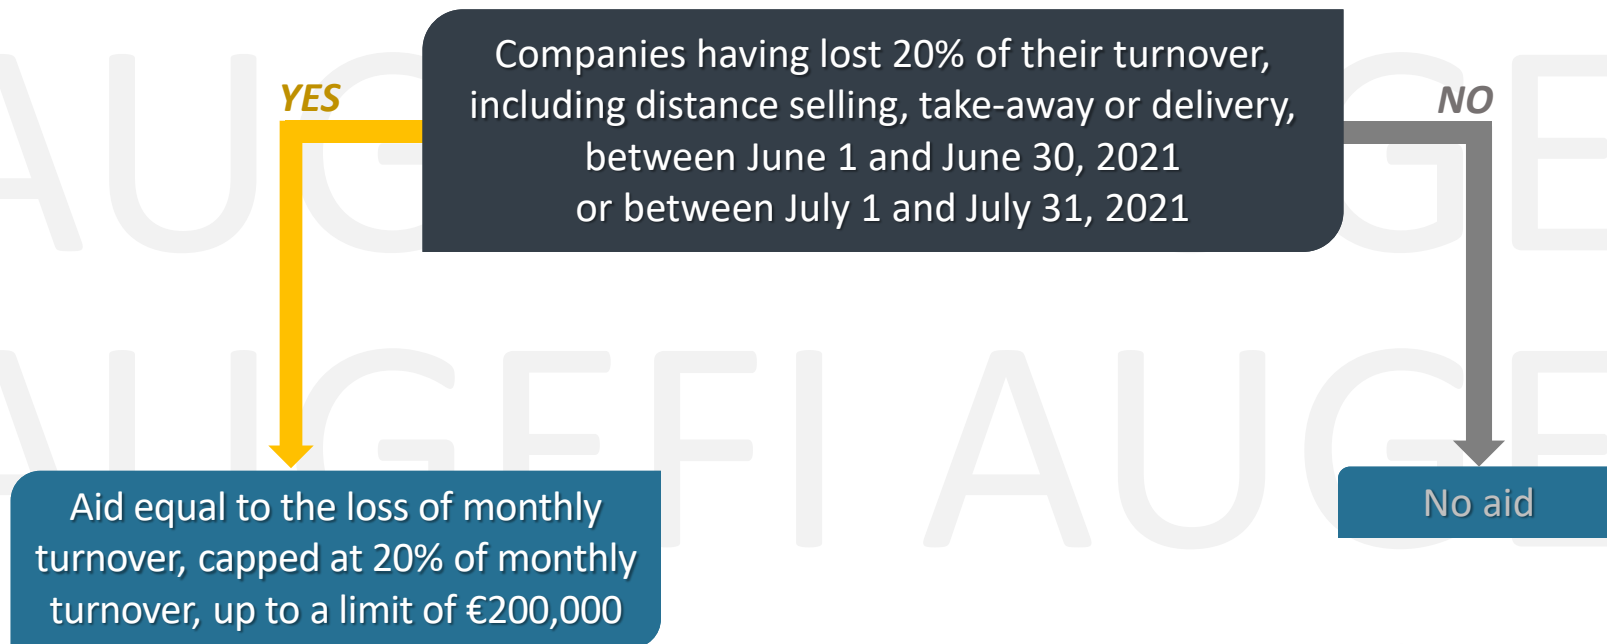 Companies having lost 20% of their turnover,
including distance selling, take-away or delivery,
between June 1 and June 30, 2021
or between July 1 and July 31, 2021
YES
NO
Aid equal to the loss of monthly
turnover, capped at 20% of monthly
turnover, up to a limit of €200,000
No aid
AUGEFI AUGE